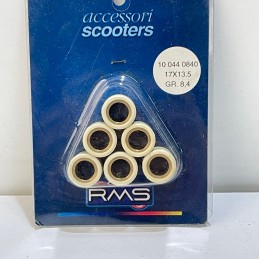 accessori
scooters
10 044 0840
17X13.5
GR. 8,4
RMS